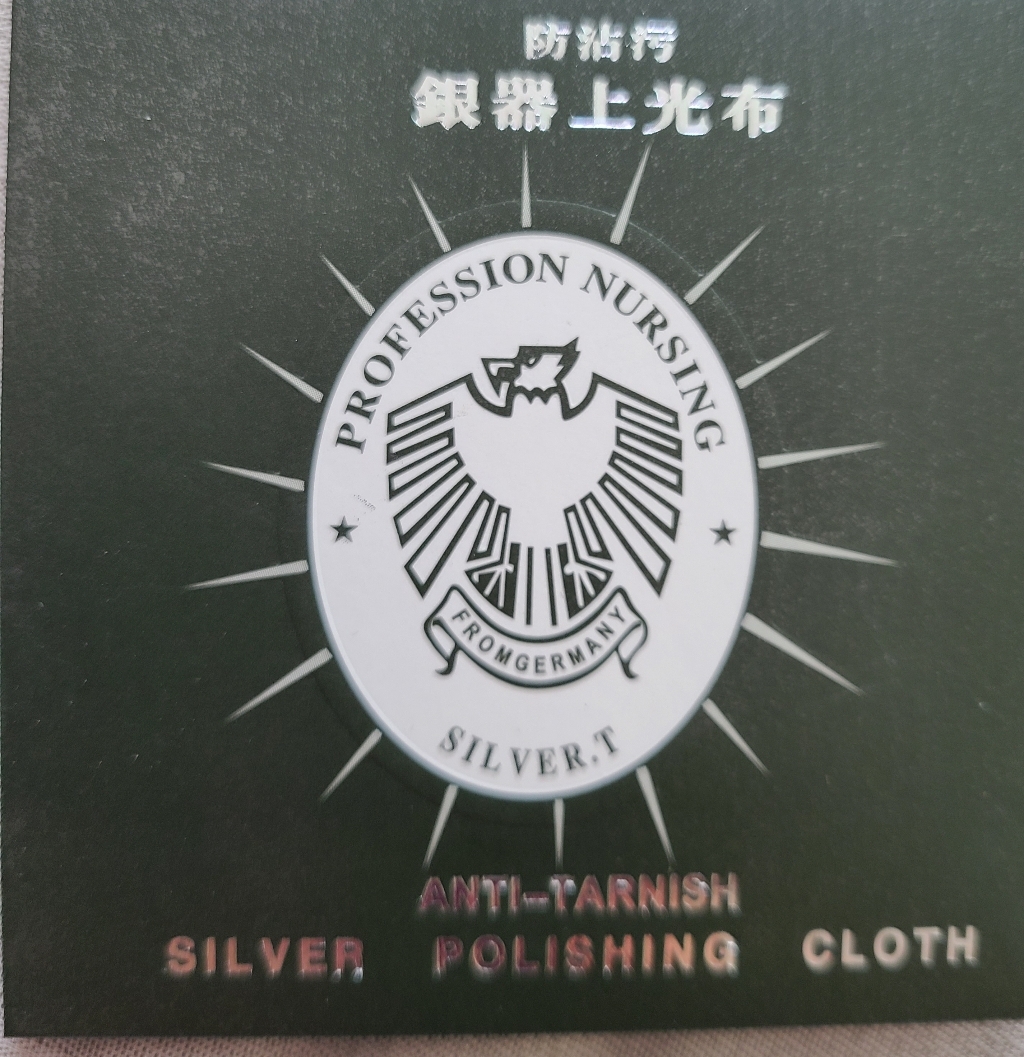 防沾污
銀器上光布
PROFESSION NURSING
FROMGERMANY
SILVER.T
ANTI-TARNISH
SILVER POLISHING CLOTH